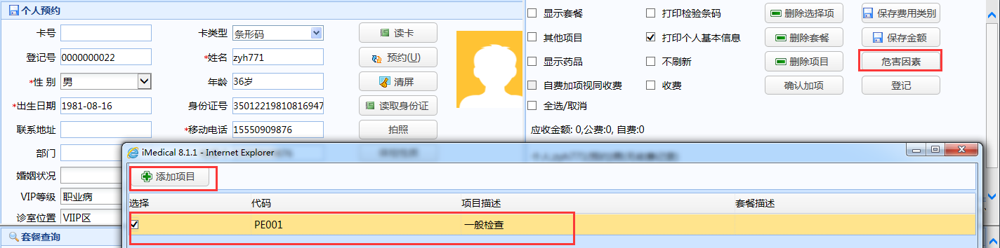 个人预约
卡号 卡类型 条形码 读卡
登记号 0000000022 *姓名 zyh771 预约(U)
*性 别 男 年龄 36岁 清屏
*出生日期 1981-08-16 身份证号 35012219810816947 读取身份证
联系地址 *移动电话 15550909876 拍照
部门
婚姻状况
VIP等级 职业病
诊室位置 VIIP区
套餐查询
显示套餐 打印检验条码 删除选择项 保存费用类别
其他项目 打印个人基本信息 删除套餐 保存金额
显示药品 不刷新 删除项目 危害因素
自费加项视同收费 收费 确认加项 登记
全选/取消
应收金额: 0,公费:0, 自费:0
iMedical 8.1.1 - Internet Explorer
添加项目
选择 代码 项目描述 套餐描述
PE001 一般检查